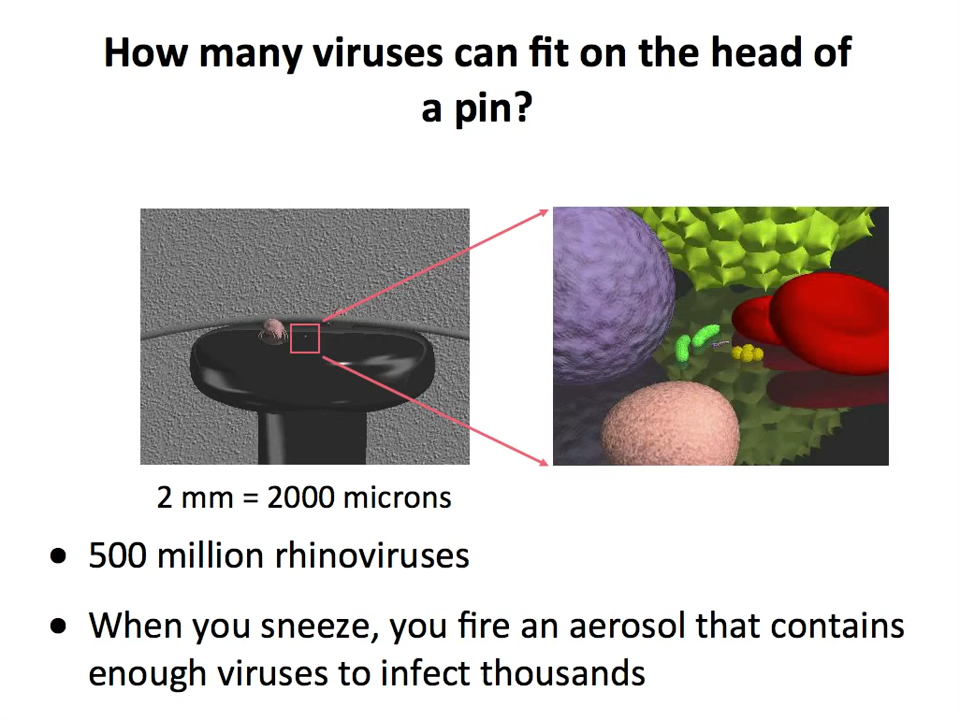 How many viruses can fit on the head of
a pin?
2 mm = 2000 microns
• 500 million rhinoviruses
• When you sneeze, you fire an aerosol that contains
enough viruses to infect thousands